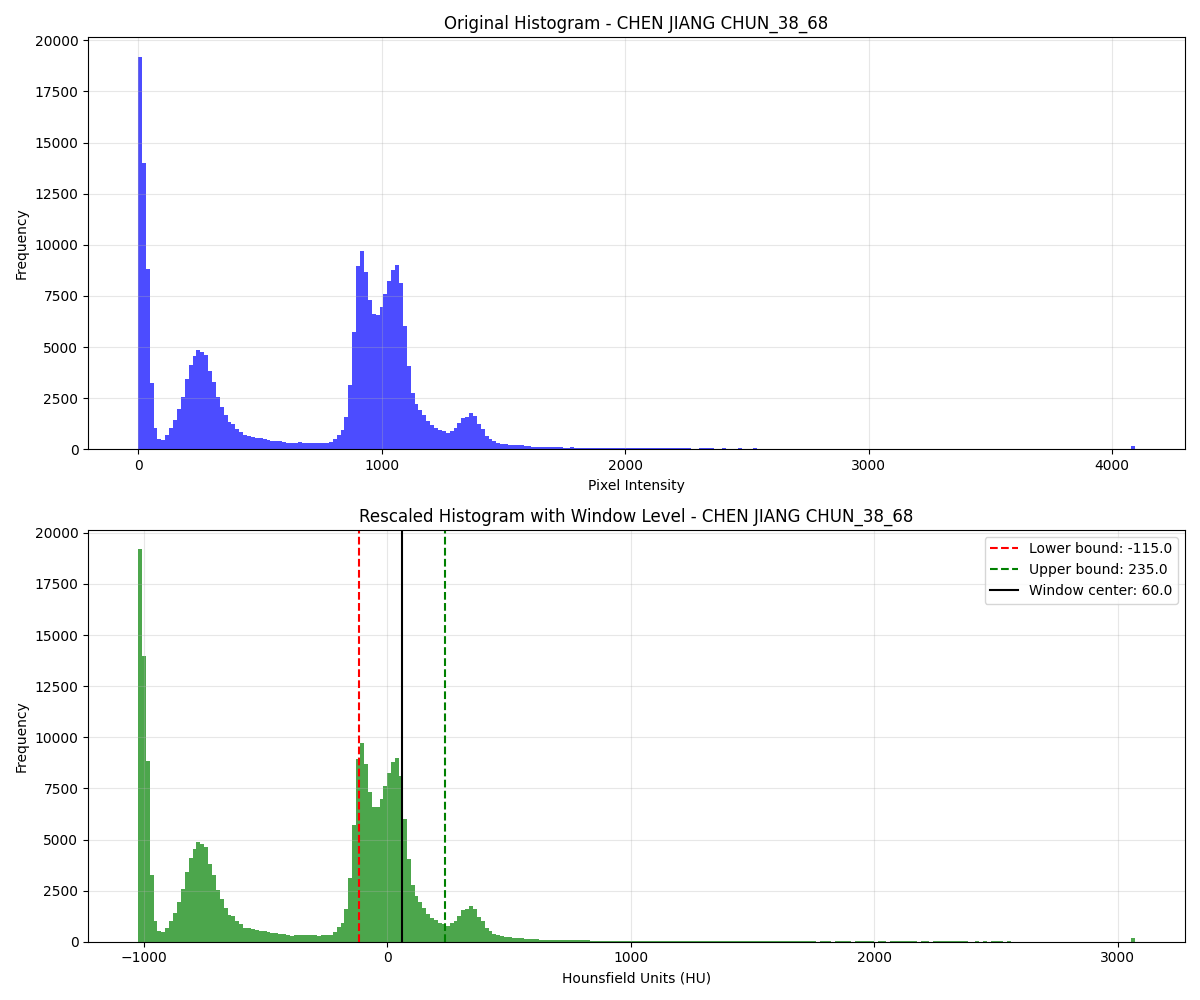 Original Histogram - CHEN JIANG CHUN_38_68
20000
17500
15000
12500
10000
7500
5000
2500
0
Frequency
0 1000 2000 3000 4000
Pixel Intensity
Rescaled Histogram with Window Level - CHEN JIANG CHUN_38_68
Lower bound: -115.0
Upper bound: 235.0
Window center: 60.0
20000
17500
15000
12500
10000
7500
5000
2500
0
Frequency
−1000 0 1000 2000 3000
Hounsfield Units (HU)